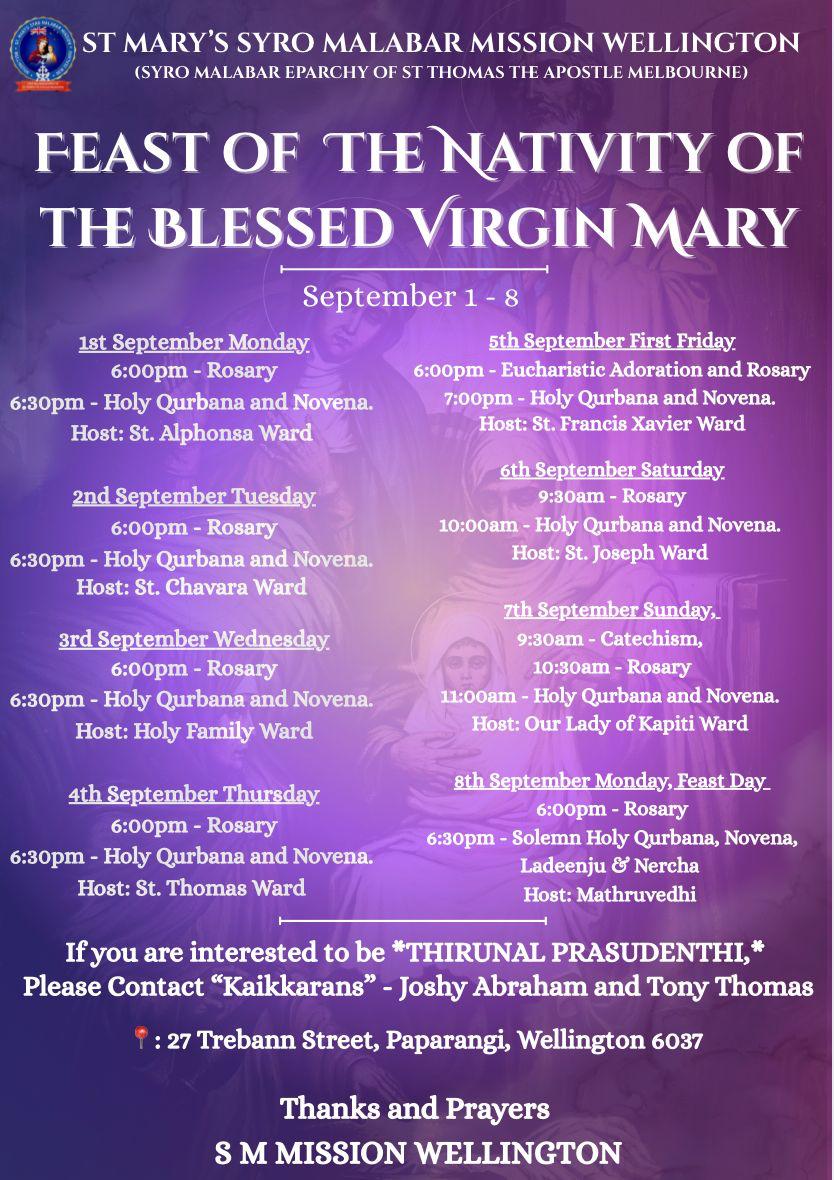 ST MARY'S SYRO MALABAR MISSION WELLINGTON
(SYRO MALABAR EPARCHY OF ST THOMAS THE APOSTLE MELBOURNE)
FEAST OF THE NATIVITY OF
THE BLESSED VIRGIN MARY
September 1 - 8
1st September Monday
6:00pm - Rosary
6:30pm - Holy Qurbana and Novena.
Host: St. Alphonsa Ward
2nd September Tuesday
6:00pm - Rosary
6:30pm - Holy Qurbana and Novena.
Host: St. Chavara Ward
3rd September Wednesday
6:00pm - Rosary
6:30pm - Holy Qurbana and Novena.
Host: Holy Family Ward
4th September Thursday
6:00pm - Rosary
6:30pm - Holy Qurbana and Novena.
Host: St. Thomas Ward
5th September First Friday
6:00pm - Eucharistic Adoration and Rosary
7:00pm - Holy Qurbana and Novena.
Host: St. Francis Xavier Ward
6th September Saturday
9:30am - Rosary
10:00am - Holy Qurbana and Novena.
Host: St. Joseph Ward
7th September Sunday,
9:30am - Catechism,
10:30am - Rosary
11:00am - Holy Qurbana and Novena.
Host: Our Lady of Kapiti Ward
8th September Monday, Feast Day
6:00pm - Rosary
6:30pm - Solemn Holy Qurbana, Novena,
Ladeenju & Nercha
Host: Mathruvedhi
If you are interested to be *THIRUNAL PRASUDENTHI,*
Please Contact “Kaikkarans” - Joshy Abraham and Tony Thomas
📍: 27 Trebann Street, Paparangi, Wellington 6037
Thanks and Prayers
S M MISSION WELLINGTON